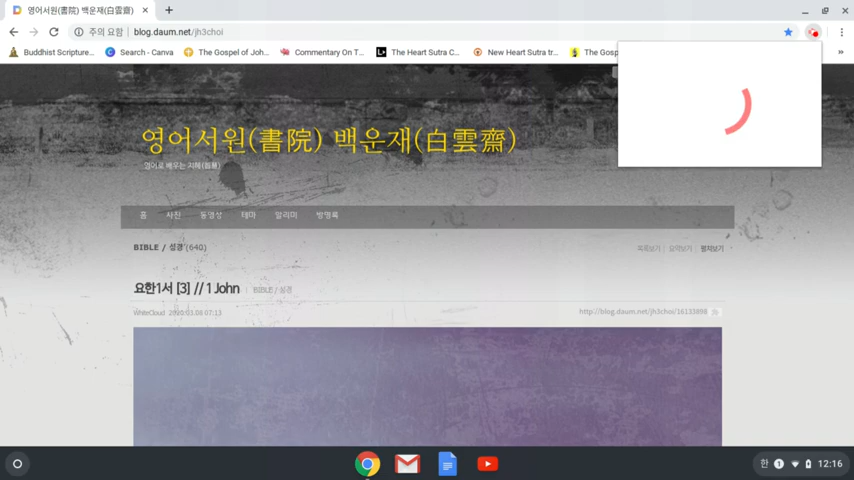 영어서원(書院) 백운재(白雲齋)
주의 요함
blog.daum.net/jh3choi
Buddhist Scripture...
Search - Canva
The Gospel of Joh...
Commentary On T...
The Heart Sutra C...
New Heart Sutra tr...
The Gosp
»
영어서원(書院) 백운재(白雲齋)
영어로 배우는 지혜(智慧)
홈 사진 동영상 테마 알리미 방명록
BIBLE / 성경'(640)
목록보기 | 요약보기 | 펼쳐보기
요한1서 [3] // 1 John | BIBLE / 성경
WhiteCloud 2020.03.08 07:13
http://blog.daum.net/jh3choi/16133898
한 1 12:16